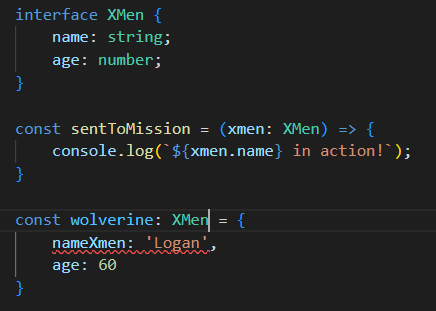 interface XMen {
    name: string;
    age: number;
}
const sentToMission = (xmen: XMen) => {
    console.log(`${xmen.name} in action!`);
}
const wolverine: XMen = {
    nameXmen: 'Logan',
    age: 60
}